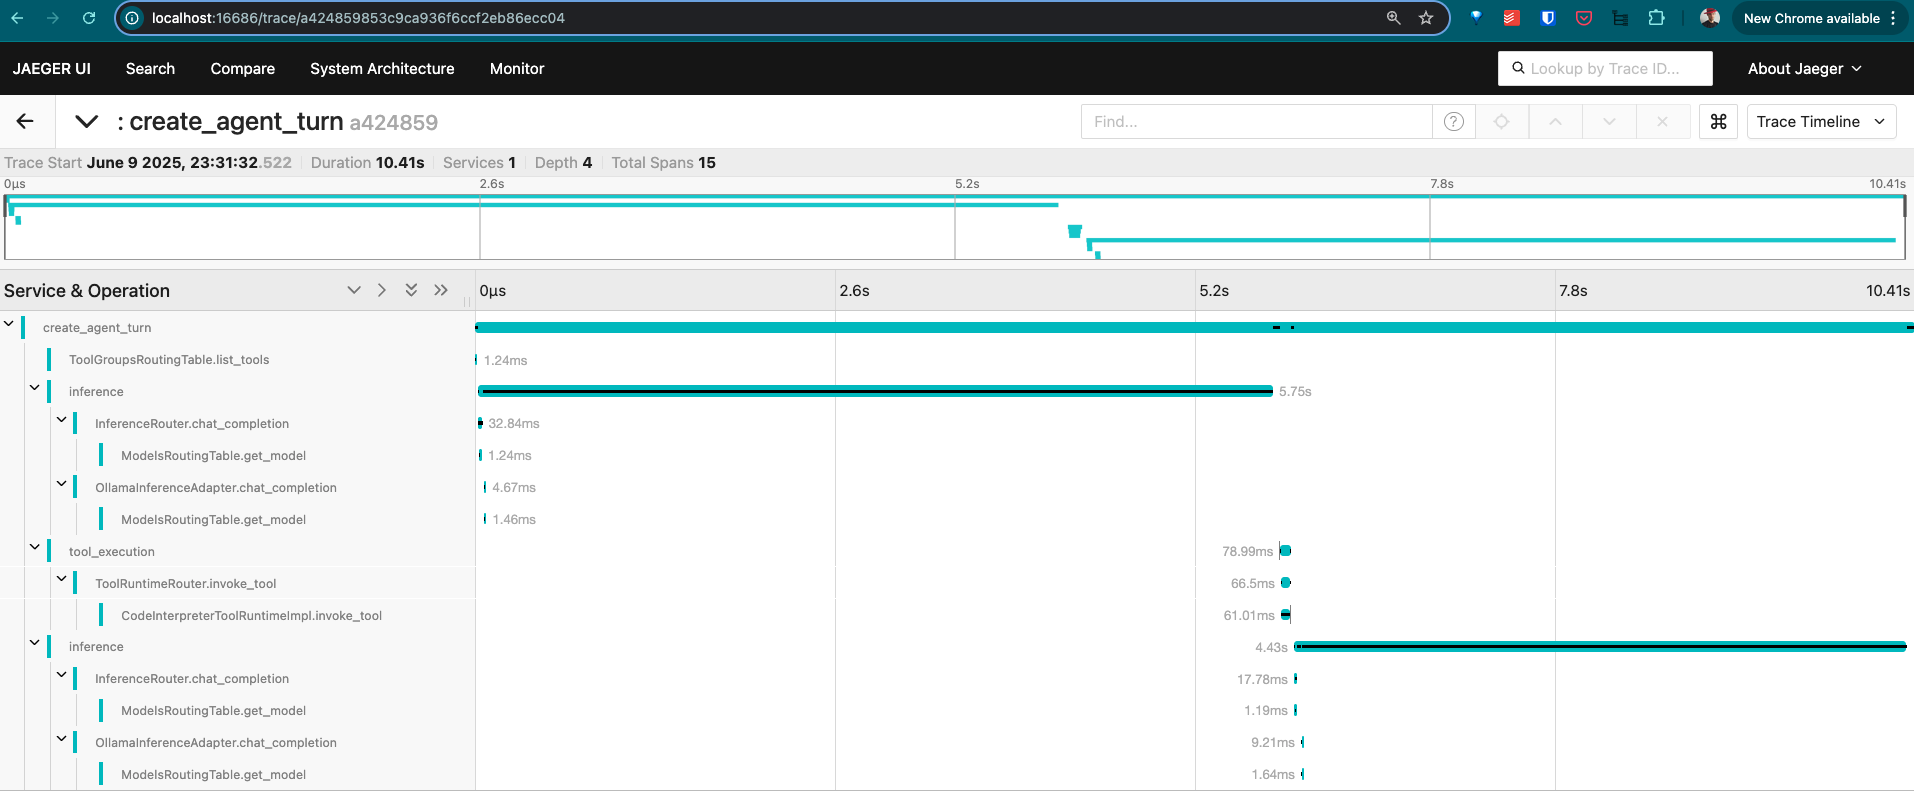 localhost:16686/trace/a424859853c9ca936f6ccf2eb86ecc04
New Chrome available
JAEGER UI Search Compare System Architecture Monitor Lookup by Trace ID... About Jaeger
: create_agent_turn a424859 Find... Trace Timeline
Trace Start June 9 2025, 23:31:32.522 Duration 10.41s Services 1 Depth 4 Total Spans 15
0μs 2.6s 5.2s 7.8s 10.41s
Service & Operation 0μs 2.6s 5.2s 7.8s 10.41s
create_agent_turn
ToolGroupsRoutingTable.list_tools 1.24ms
inference 5.75s
InferenceRouter.chat_completion 32.84ms
ModelsRoutingTable.get_model 1.24ms
OllamaInferenceAdapter.chat_completion 4.67ms
ModelsRoutingTable.get_model 1.46ms
tool_execution 78.99ms
ToolRuntimeRouter.invoke_tool 66.5ms
CodeInterpreterToolRuntimeImpl.invoke_tool 61.01ms
inference 4.43s
InferenceRouter.chat_completion 17.78ms
ModelsRoutingTable.get_model 1.19ms
OllamaInferenceAdapter.chat_completion 9.21ms
ModelsRoutingTable.get_model 1.64ms